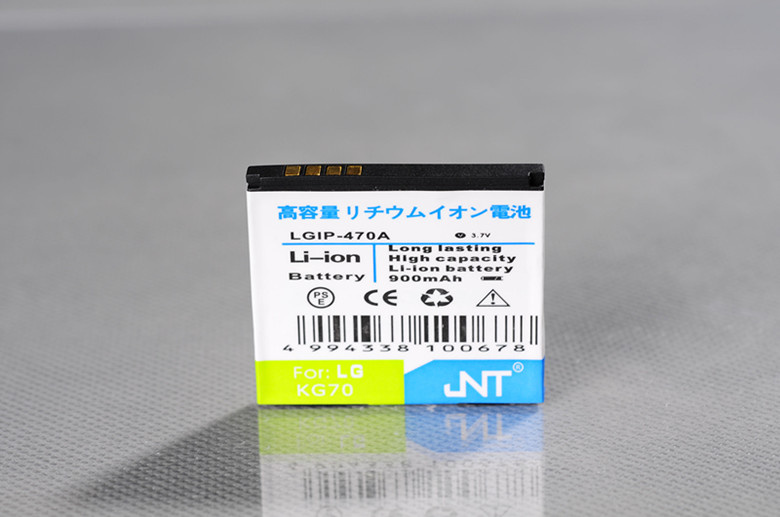 高容量リチウムイオン電池
LGIP-470A V 3.7V
Li-ion
Battery
Long lasting
High capacity
Li-ion battery
900mAh
PS
E
CE
4 994338 100678
For: LG
KG70
JNT®